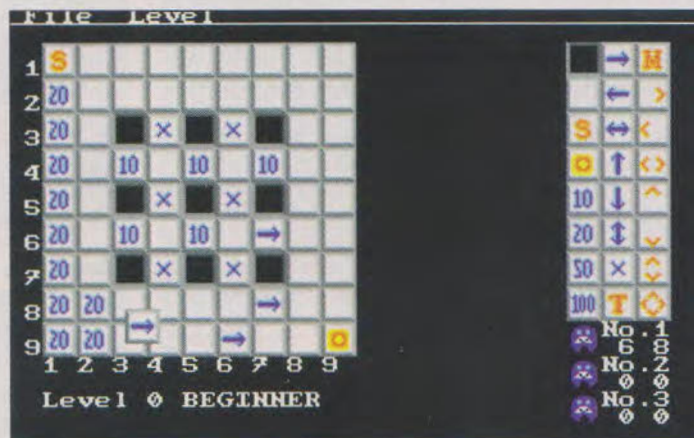 File Level
1 S
2 20
3 20 × ×
4 20 10 10 10
5 20 × ×
6 20 10 10 →
7 20 × ×
8 20 20 →
9 20 20 → →
1 2 3 4 5 6 7 8 9
Level 0 BEGINNER
→ M
← >
S ↔ <
↑ <>
10 ↓ ^
20 ↕ ⌄
50 ×
100 T
No.1
6 8
No.2
0 0
No.3
0 0